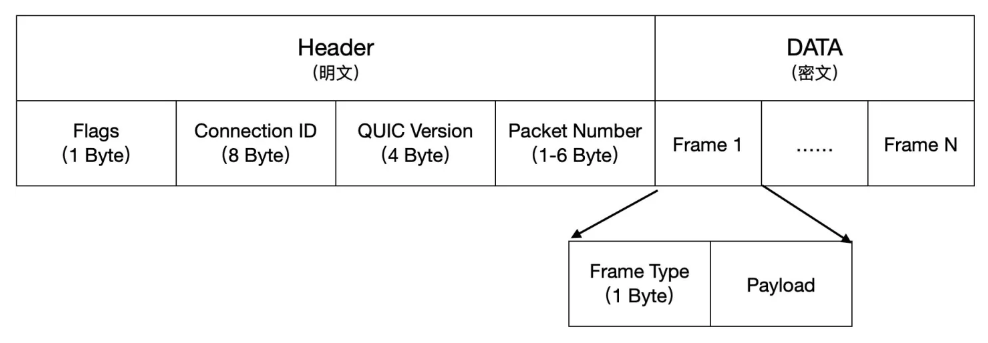 Header
（明文）
DATA
（密文）
Flags
（1 Byte）
Connection ID
（8 Byte）
QUIC Version
（4 Byte）
Packet Number
（1-6 Byte）
Frame 1
……
Frame N
Frame Type
（1 Byte）
Payload